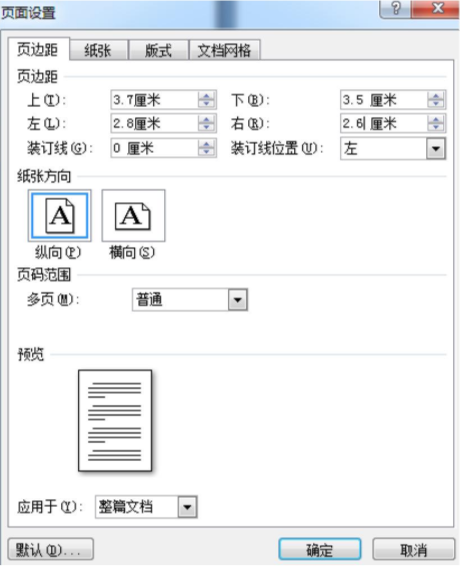 页面设置
页边距 纸张 版式 文档网格
页边距
上(T): 3.7厘米 下(B): 3.5 厘米
左(L): 2.8厘米 右(R): 2.6 厘米
装订线(G): 0 厘米 装订线位置(U): 左
纸张方向
A A
纵向(P) 横向(S)
页码范围
多页(M): 普通
预览
应用于(Y): 整篇文档
默认(D)... 确定 取消